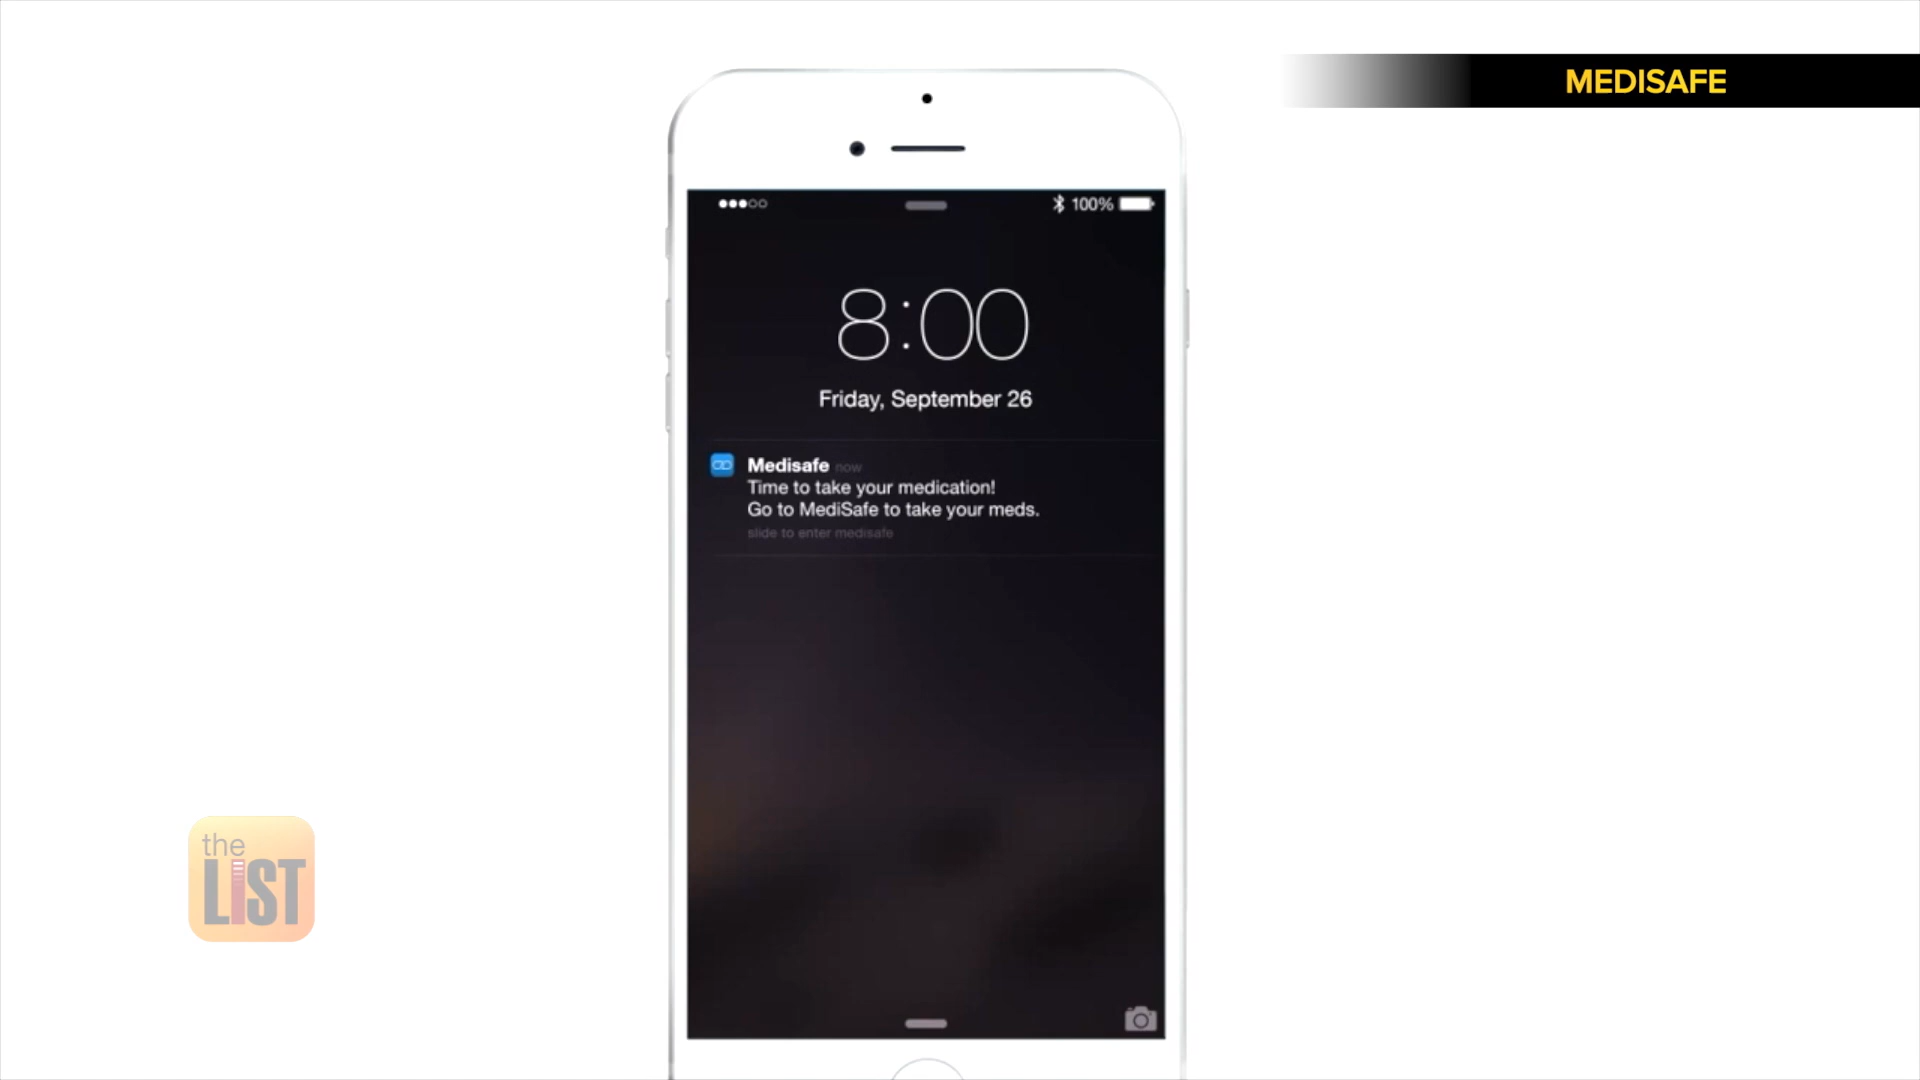 MEDISAFE
100%
8:00
Friday, September 26
Medisafe now
Time to take your medication!
Go to MediSafe to take your meds.
slide to enter medisafe
the
LIST